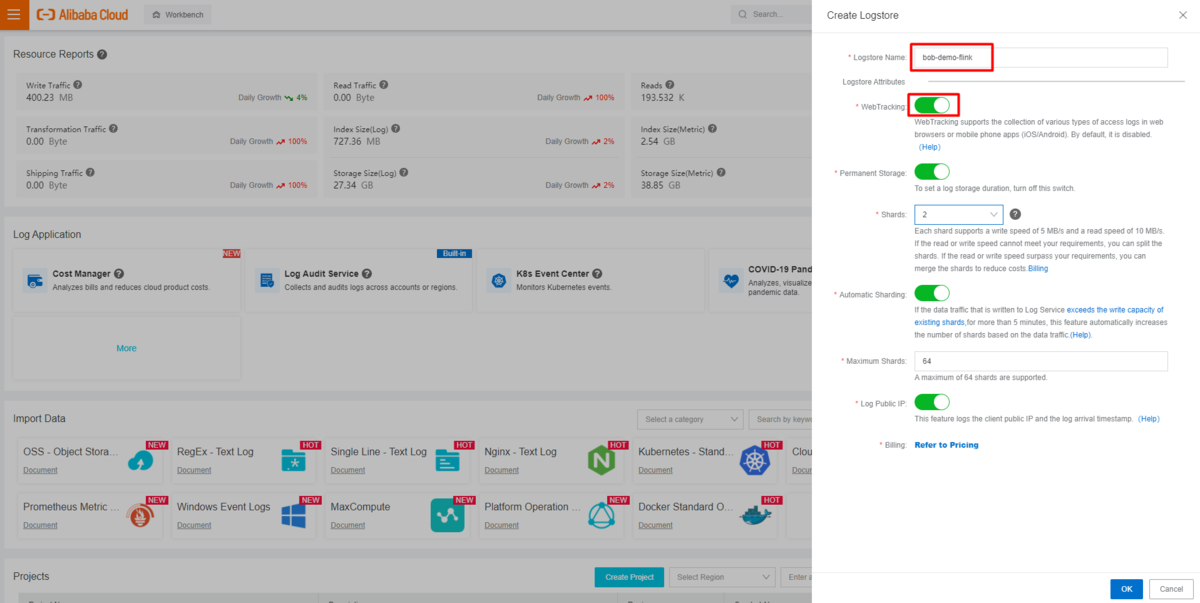 Alibaba Cloud
Workbench
Search...
Resource Reports ?
Write Traffic ?
400.23 MB
Daily Growth 4%
Read Traffic ?
0.00 Byte
Daily Growth 100%
Reads ?
193.532 K
Transformation Traffic ?
0.00 Byte
Daily Growth 100%
Index Size(Log) ?
727.36 MB
Daily Growth 2%
Index Size(Metric) ?
2.54 GB
Shipping Traffic ?
0.00 Byte
Daily Growth 100%
Storage Size(Log) ?
27.34 GB
Daily Growth 2%
Storage Size(Metric) ?
38.85 GB
Log Application
NEW
Cost Manager ?
Analyzes bills and reduces cloud product costs.
Built-in
Log Audit Service ?
Collects and audits logs across accounts or regions.
K8s Event Center ?
Monitors Kubernetes events.
COVID-19 Pand
Analyzes, visualize
pandemic data.
More
Import Data
Select a category
Search by keyw
OSS - Object Stora...
NEW
Document
RegEx - Text Log
HOT
Document
Single Line - Text Log
HOT
Document
Nginx - Text Log
HOT
Document
Kubernetes - Stand...
HOT
Document
Clou
Docu
Prometheus Metric ...
NEW
Document
Windows Event Logs
NEW
Document
MaxCompute
NEW
Document
Platform Operation ...
NEW
Document
Docker Standard O...
HOT
Document
Projects
Create Project
Select Region
Enter a
Create Logstore
* Logstore Name:
bob-demo-flink
Logstore Attributes
* WebTracking:
WebTracking supports the collection of various types of access logs in web
browsers or mobile phone apps (iOS/Android). By default, it is disabled.
(Help)
* Permanent Storage:
To set a log storage duration, turn off this switch.
* Shards:
2
?
Each shard supports a write speed of 5 MB/s and a read speed of 10 MB/s.
If the read or write speed cannot meet your requirements, you can split the
shards. If the read or write speed surpass your requirements, you can
merge the shards to reduce costs.Billing
* Automatic Sharding:
If the data traffic that is written to Log Service exceeds the write capacity of
existing shards,for more than 5 minutes, this feature automatically increases
the number of shards based on the data traffic.(Help).
* Maximum Shards:
64
A maximum of 64 shards are supported.
* Log Public IP:
This feature logs the client public IP and the log arrival timestamp. (Help)
* Billing:
Refer to Pricing
OK
Cancel